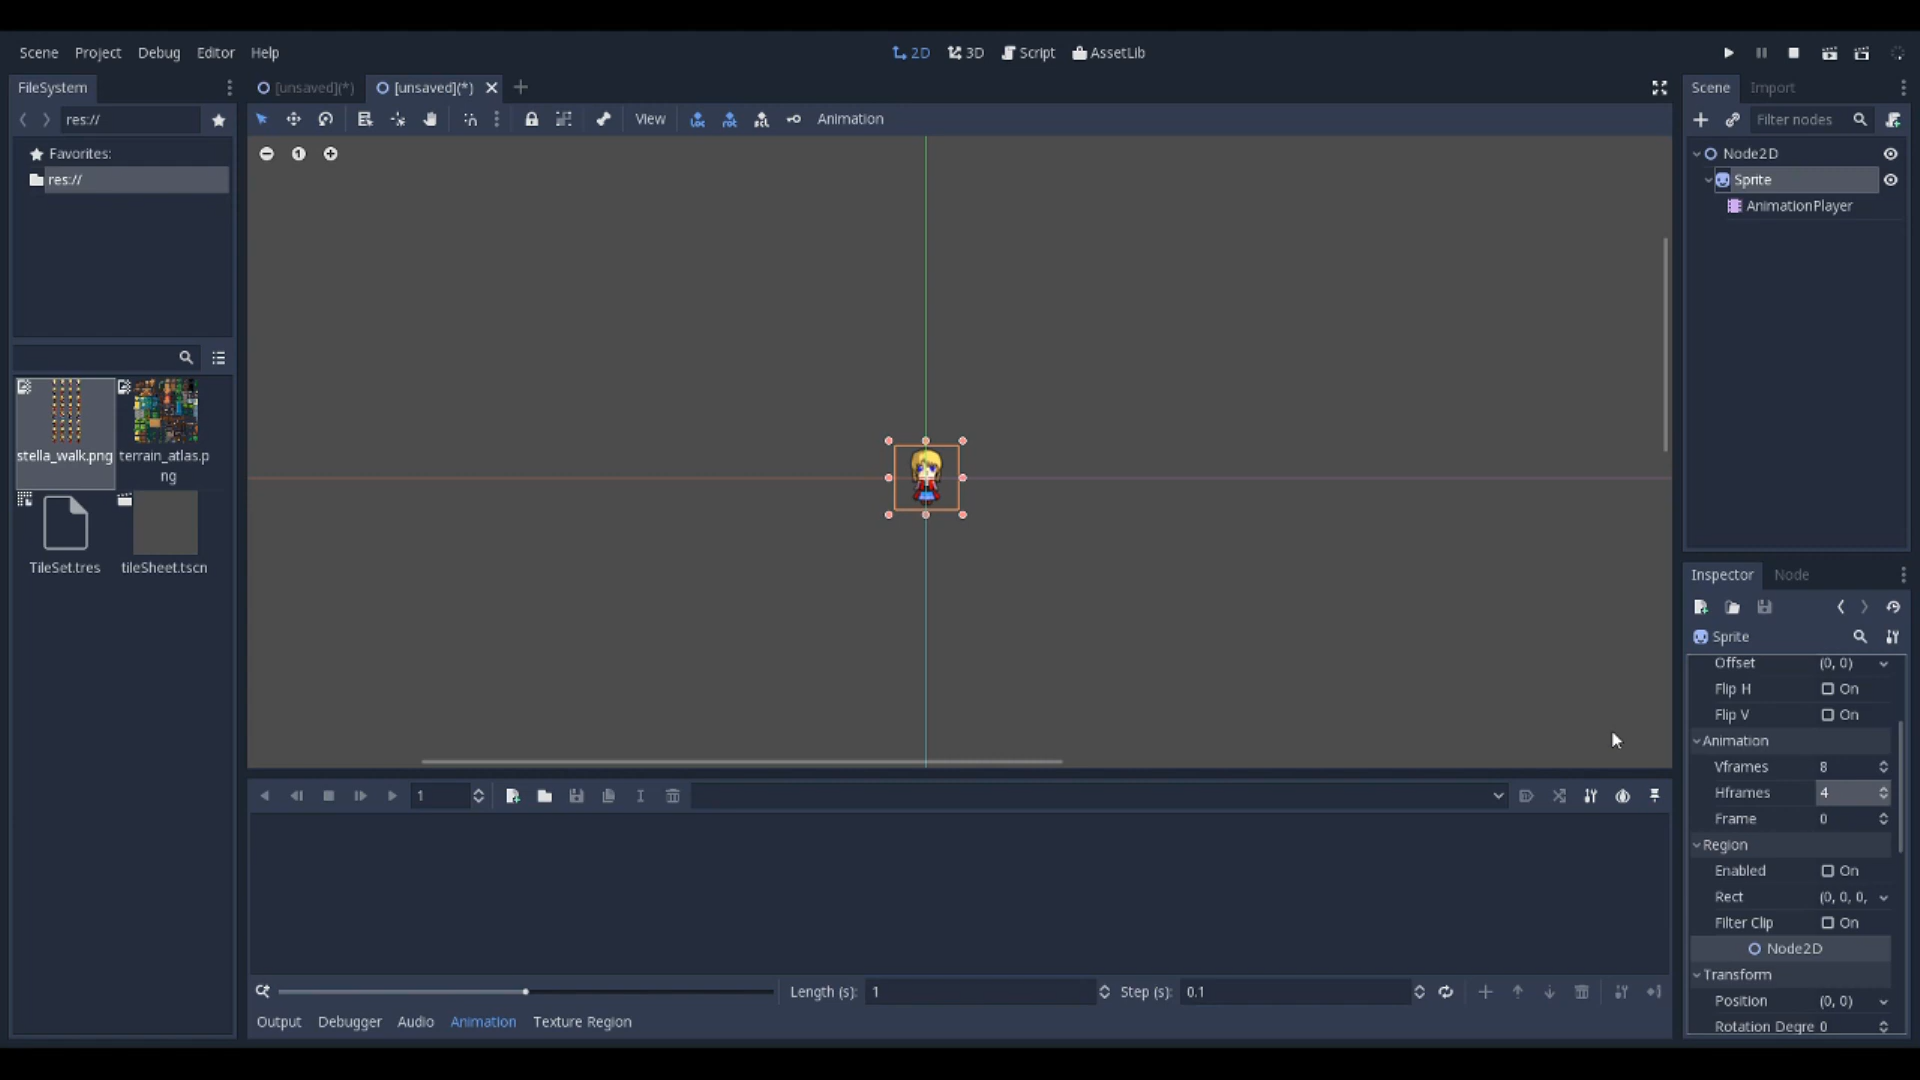 Scene Project Debug Editor Help
2D 3D Script AssetLib
FileSystem
[unsaved](*) [unsaved](*)
Scene Import
res://
View Animation
Filter nodes
Favorites:
res://
1
Node2D
Sprite
AnimationPlayer
stella_walk.png
terrain_atlas.p
ng
TileSet.tres
tileSheet.tscn
Inspector Node
Sprite
Offset (0, 0)
Flip H On
Flip V On
Animation
Vframes 8
Hframes 4
Frame 0
Region
Enabled On
Rect (0, 0, 0,
Filter Clip On
Node2D
Transform
Position (0, 0)
Rotation Degre 0
1
Length (s): 1 Step (s): 0.1
Output Debugger Audio Animation Texture Region